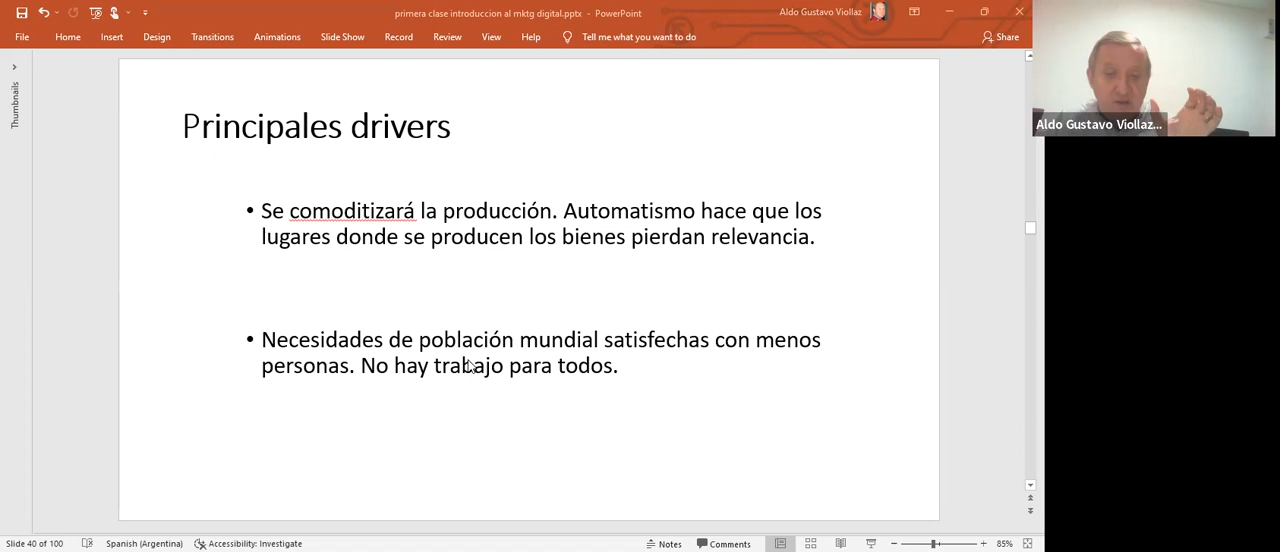 primera clase introduccion al mktg digital.pptx - PowerPoint
Aldo Gustavo Viollaz
File Home Insert Design Transitions Animations Slide Show Record Review View Help Tell me what you want to do Share
Thumbnails
Principales drivers
• Se comoditizará la producción. Automatismo hace que los
lugares donde se producen los bienes pierdan relevancia.
• Necesidades de población mundial satisfechas con menos
personas. No hay trabajo para todos.
Aldo Gustavo Viollaz...
Slide 40 of 100 Spanish (Argentina) Accessibility: Investigate Notes Comments 85%